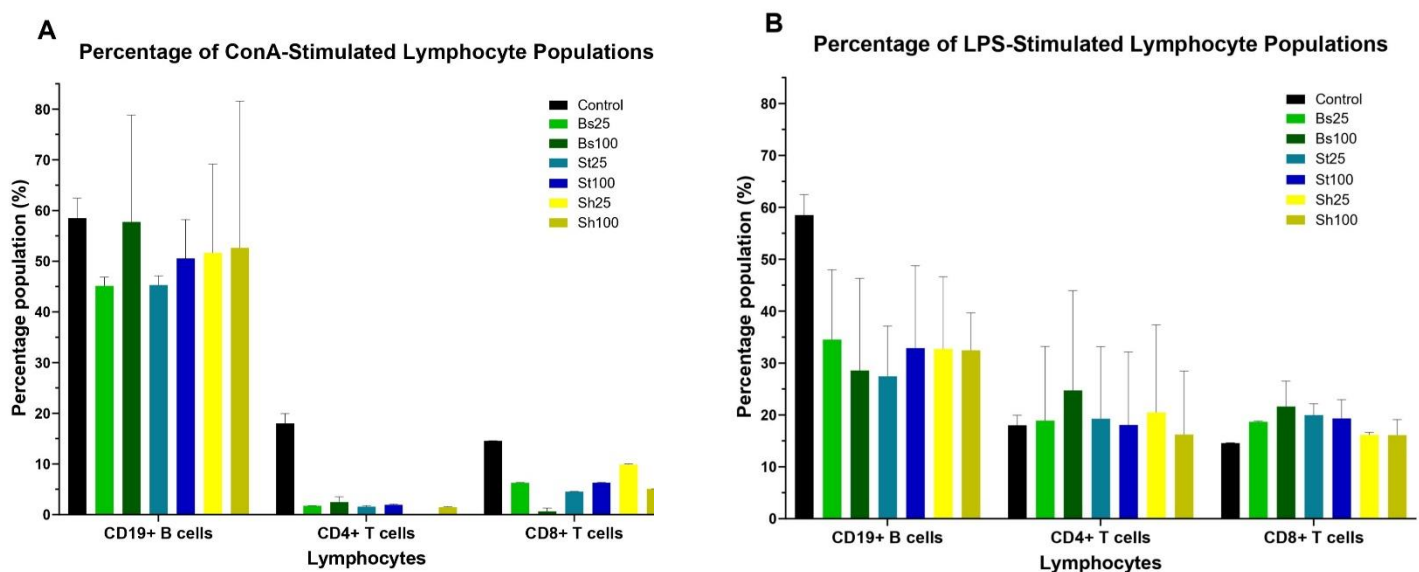 A
Percentage of ConA-Stimulated Lymphocyte Populations
Percentage population (%)
80
70
60
50
40
30
20
10
0
Control
Bs25
Bs100
St25
St100
Sh25
Sh100
CD19+ B cells
CD4+ T cells
CD8+ T cells
Lymphocytes
B
Percentage of LPS-Stimulated Lymphocyte Populations
Percentage population (%)
80
70
60
50
40
30
20
10
0
Control
Bs25
Bs100
St25
St100
Sh25
Sh100
CD19+ B cells
CD4+ T cells
CD8+ T cells
Lymphocytes